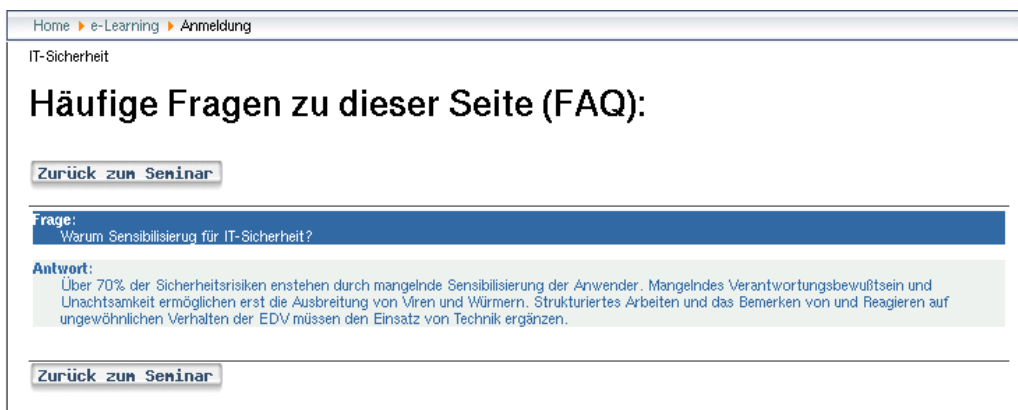 Home e-Learning Anmeldung
IT-Sicherheit
Häufige Fragen zu dieser Seite (FAQ):
Zurück zum Seminar
Frage:
Warum Sensibilisierug für IT-Sicherheit?
Antwort:
Über 70% der Sicherheitsrisiken enstehen durch mangelnde Sensibilisierung der Anwender. Mangelndes Verantwortungsbewußtsein und
Unachtsamkeit ermöglichen erst die Ausbreitung von Viren und Würmern. Strukturiertes Arbeiten und das Bemerken von und Reagieren auf
ungewöhnlichen Verhalten der EDV müssen den Einsatz von Technik ergänzen.
Zurück zum Seminar